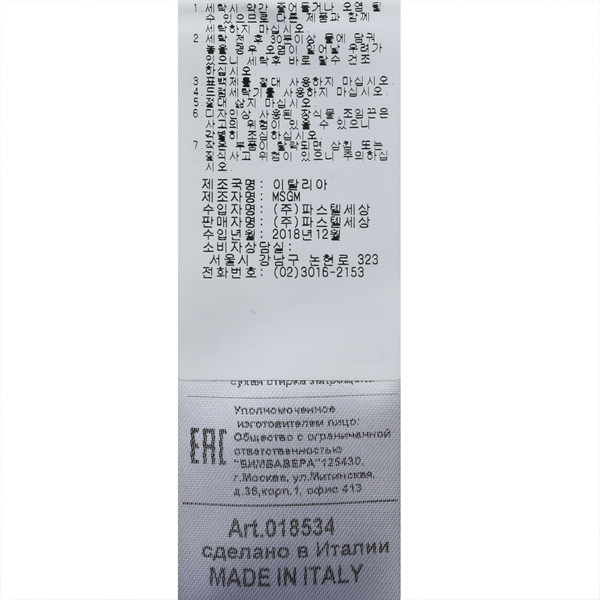 1.세탁시 약간 줄어들거나 오염 될
수 있으므로 다른 제품과 함께
세탁하지 마십시오.
2.세탁 전 후 30분이상 물에 담궈
놓을 경우 오염이 일어날 우려가
있으니 세탁후 바로 탈수 건조
하십시오
3 표백제를 절대 사용하지 마십시오.
4 드럼세탁기를 사용하지 마십시오.
5 절대 삶지 마십시오
6 디자인상 사용된 장식물,조임끈은
사고의 위험이 있을 수 있으니
각별히 조심하십시오
7 작은 부품이 탈락되면 삼킴 또는
질식사고 위험이 있으니 주의하십
시오.
제조국명: 이탈리아
제조자명: MSGM
수입자명: (주)파스텔세상
판매자명: (주)파스텔세상
수입년월: 2018년12월
소비자상담실:
서울시 강남구 논현로 323
전화번호: (02)3016-2153
сухая стирка запрещена
Уполномоченное
изготовителем лицо:
EAC Общество с ограниченной
ответственностью
"БИМБАВЕРА"125430,
г.Москва, ул.Митинская,
д.36,корп.1, офис 413
Art.018534
сделано в Италии
MADE IN ITALY